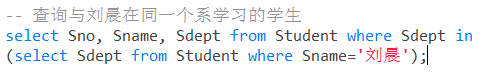 -- 查询与刘晨在同一个系学习的学生
select Sno, Sname, Sdept from Student where Sdept in
(select Sdept from Student where Sname='刘晨');